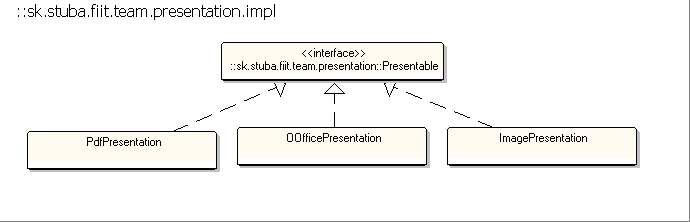 ::sk.stuba.fiit.team.presentation.impl
<<interface>>
::sk.stuba.fiit.team.presentation::Presentable
PdfPresentation
OOfficePresentation
ImagePresentation